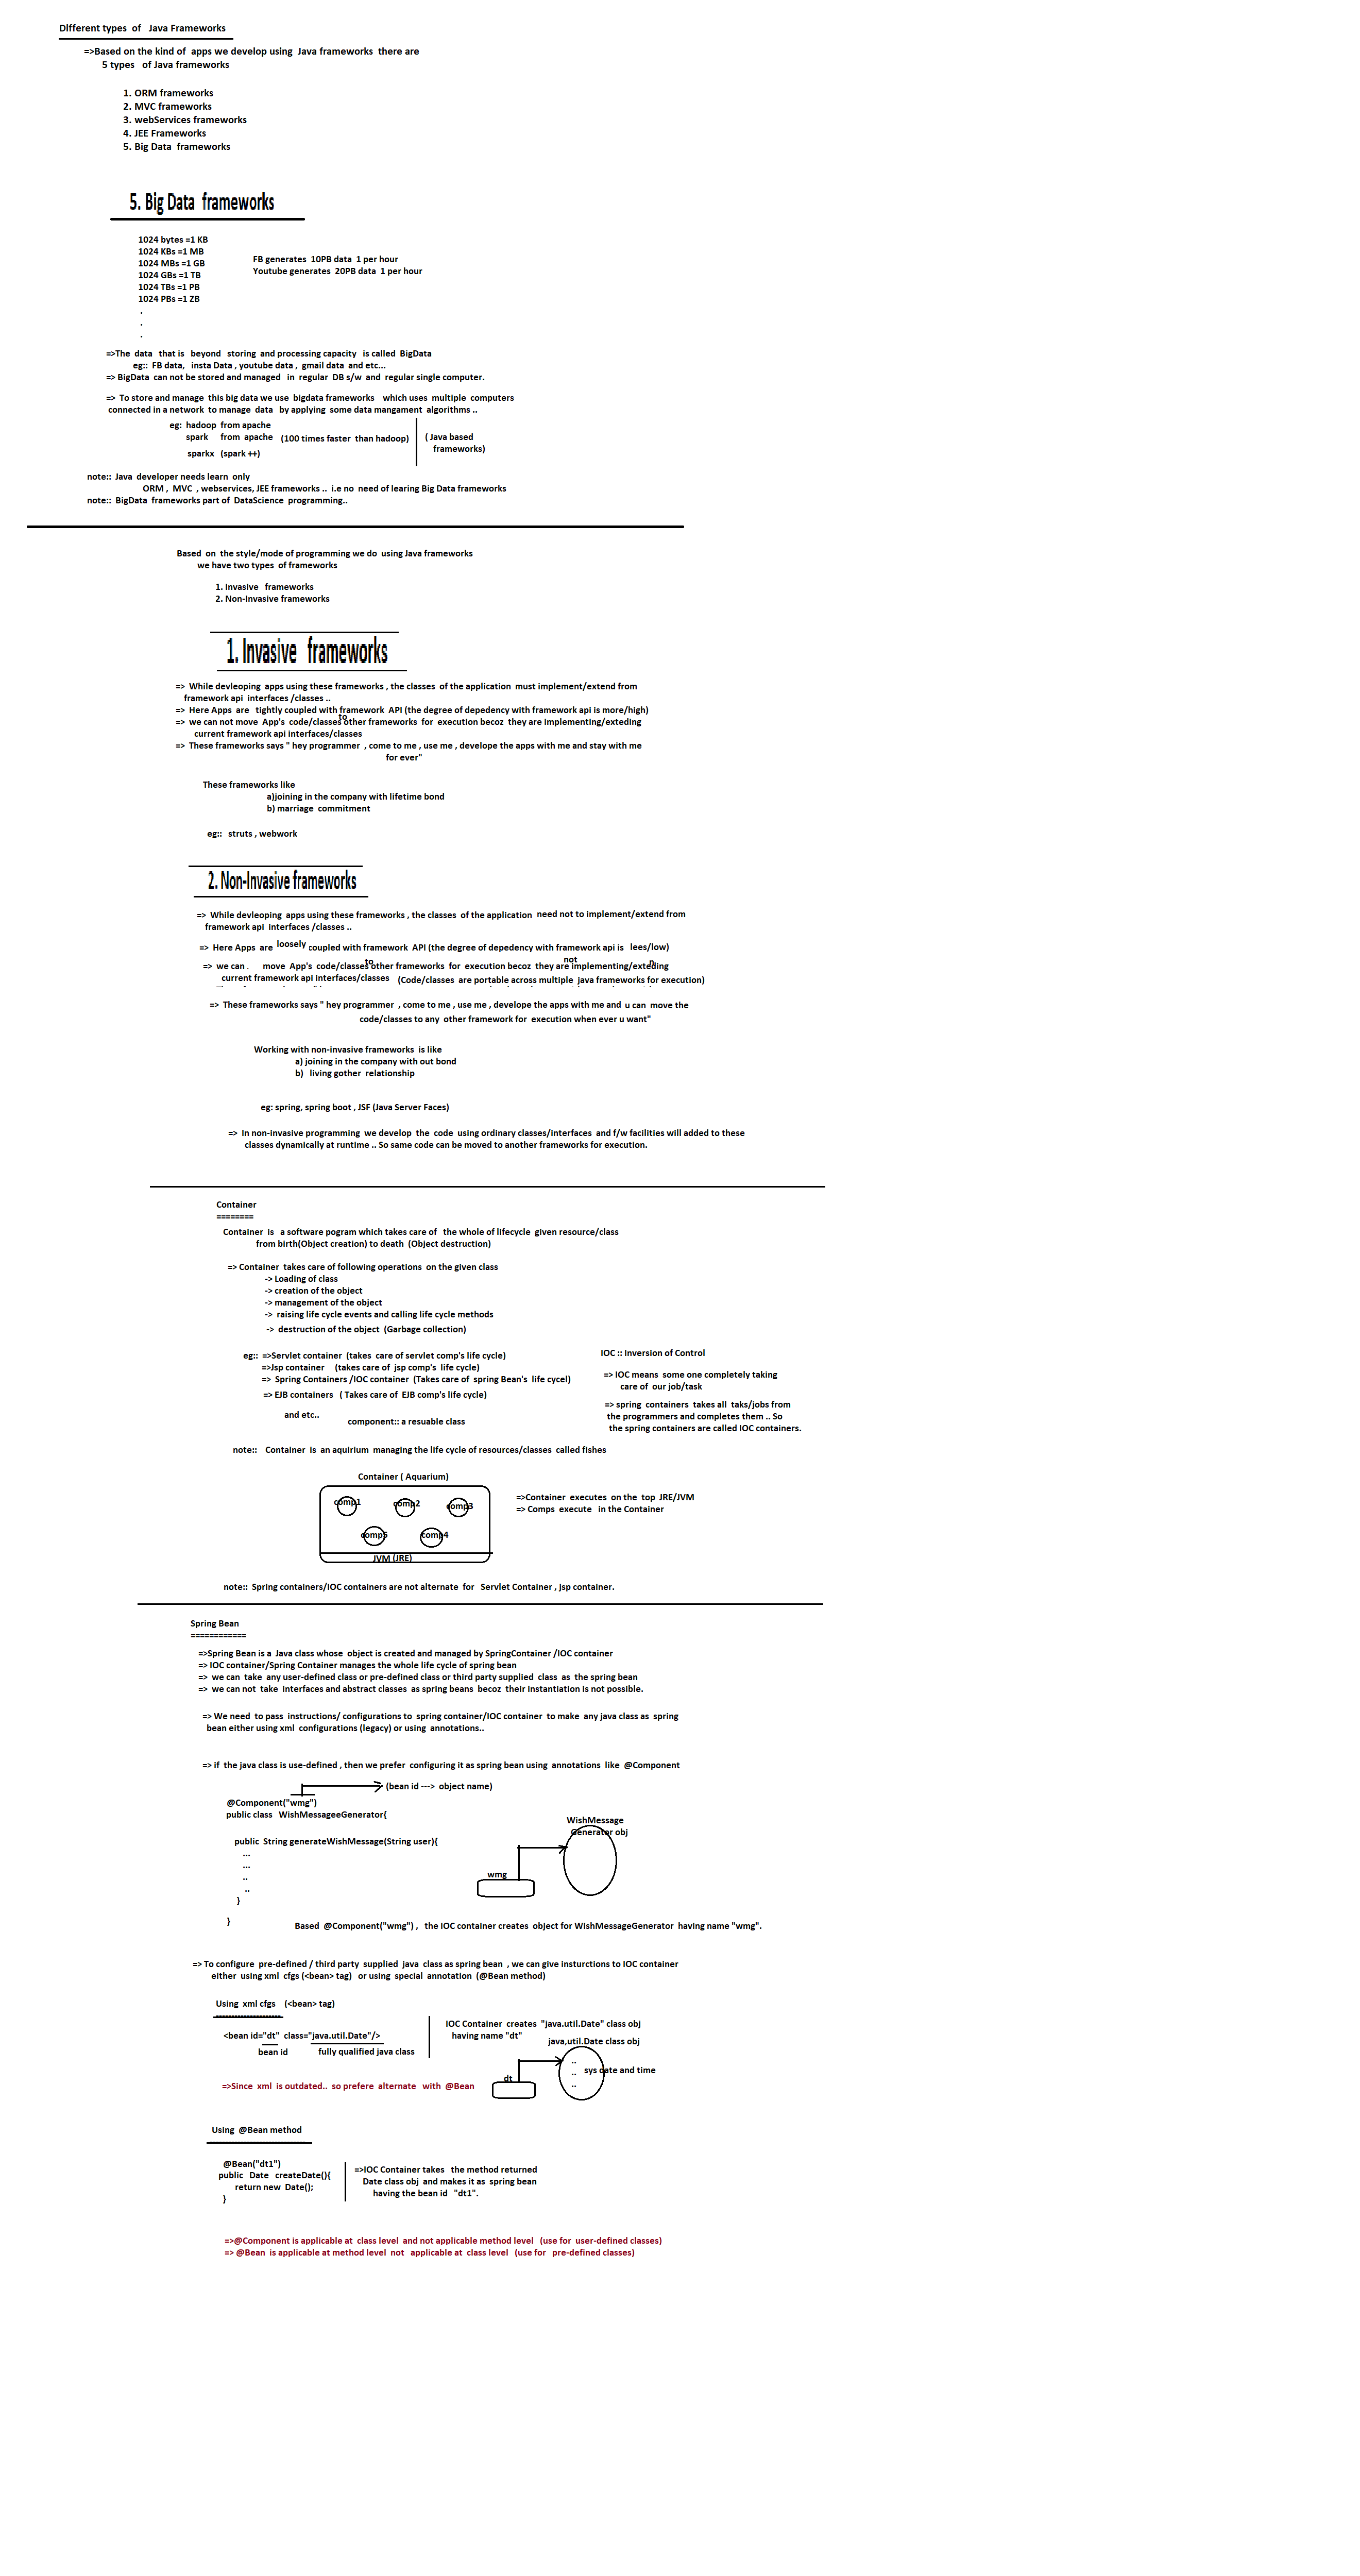 Different types of Java Frameworks
=>Based on the kind of apps we develop using Java frameworks there are
5 types of Java frameworks
1. ORM frameworks
2. MVC frameworks
3. webServices frameworks
4. JEE Frameworks
5. Big Data frameworks
5. Big Data frameworks
1024 bytes =1 KB
1024 KBs =1 MB
1024 MBs =1 GB
1024 GBs =1 TB
1024 TBs =1 PB
1024 PBs =1 ZB
.
.
.
FB generates 10PB data 1 per hour
Youtube generates 20PB data 1 per hour
=>The data that is beyond storing and processing capacity is called BigData
eg:: FB data, insta Data , youtube data , gmail data and etc...
=> BigData can not be stored and managed in regular DB s/w and regular single computer.
=> To store and manage this big data we use bigdata frameworks which uses multiple computers
connected in a network to manage data by applying some data mangament algorithms ..
eg: hadoop from apache
spark from apache (100 times faster than hadoop)
sparkx (spark ++)
( Java based
frameworks)
note:: Java developer needs learn only
ORM , MVC , webservices, JEE frameworks .. i.e no need of learing Big Data frameworks
note:: BigData frameworks part of DataScience programming..
Based on the style/mode of programming we do using Java frameworks
we have two types of frameworks
1. Invasive frameworks
2. Non-Invasive frameworks
1. Invasive frameworks
=> While devleoping apps using these frameworks , the classes of the application must implement/extend from
framework api interfaces /classes ..
=> Here Apps are tightly coupled with framework API (the degree of depedency with framework api is more/high)
=> we can not move App's code/classes to other frameworks for execution becoz they are implementing/exteding
current framework api interfaces/classes
=> These frameworks says " hey programmer , come to me , use me , develope the apps with me and stay with me
for ever"
These frameworks like
a)joining in the company with lifetime bond
b) marriage commitment
eg:: struts , webwork
2. Non-Invasive frameworks
=> While devleoping apps using these frameworks , the classes of the application need not to implement/extend from
framework api interfaces /classes ..
=> Here Apps are loosely coupled with framework API (the degree of depedency with framework api is lees/low)
=> we can . move App's code/classes to other frameworks for execution becoz they are not implementing/exteding n
current framework api interfaces/classes (Code/classes are portable across multiple java frameworks for execution)
=> These frameworks says " hey programmer , come to me , use me , develope the apps with me and u can move the
code/classes to any other framework for execution when ever u want"
Working with non-invasive frameworks is like
a) joining in the company with out bond
b) living gother relationship
eg: spring, spring boot , JSF (Java Server Faces)
=> In non-invasive programming we develop the code using ordinary classes/interfaces and f/w facilities will added to these
classes dynamically at runtime .. So same code can be moved to another frameworks for execution.
Container
========
Container is a software pogram which takes care of the whole of lifecycle given resource/class
from birth(Object creation) to death (Object destruction)
=> Container takes care of following operations on the given class
-> Loading of class
-> creation of the object
-> management of the object
-> raising life cycle events and calling life cycle methods
-> destruction of the object (Garbage collection)
eg:: =>Servlet container (takes care of servlet comp's life cycle)
=>Jsp container (takes care of jsp comp's life cycle)
=> Spring Containers /IOC container (Takes care of spring Bean's life cycel)
=> EJB containers ( Takes care of EJB comp's life cycle)
and etc..
component:: a resuable class
IOC :: Inversion of Control
=> IOC means some one completely taking
care of our job/task
=> spring containers takes all taks/jobs from
the programmers and completes them .. So
the spring containers are called IOC containers.
note:: Container is an aquirium managing the life cycle of resources/classes called fishes
Container ( Aquarium)
comp1
comp2
comp3
comp5
comp4
JVM (JRE)
=>Container executes on the top JRE/JVM
=> Comps execute in the Container
note:: Spring containers/IOC containers are not alternate for Servlet Container , jsp container.
Spring Bean
============
=>Spring Bean is a Java class whose object is created and managed by SpringContainer /IOC container
=> IOC container/Spring Container manages the whole life cycle of spring bean
=> we can take any user-defined class or pre-defined class or third party supplied class as the spring bean
=> we can not take interfaces and abstract classes as spring beans becoz their instantiation is not possible.
=> We need to pass instructions/ configurations to spring container/IOC container to make any java class as spring
bean either using xml configurations (legacy) or using annotations..
=> if the java class is use-defined , then we prefer configuring it as spring bean using annotations like @Component
(bean id ---> object name)
@Component("wmg")
public class WishMessageeGenerator{
public String generateWishMessage(String user){
...
...
..
..
}
}
WishMessage
Generator obj
wmg
Based @Component("wmg") , the IOC container creates object for WishMessageGenerator having name "wmg".
=> To configure pre-defined / third party supplied java class as spring bean , we can give insturctions to IOC container
either using xml cfgs (<bean> tag) or using special annotation (@Bean method)
Using xml cfgs (<bean> tag)
<bean id="dt" class="java.util.Date"/>
bean id fully qualified java class
IOC Container creates "java.util.Date" class obj
having name "dt"
java,util.Date class obj
..
.. sys date and time
..
dt
=>Since xml is outdated.. so prefere alternate with @Bean
Using @Bean method
@Bean("dt1")
public Date createDate(){
return new Date();
}
=>IOC Container takes the method returned
Date class obj and makes it as spring bean
having the bean id "dt1".
=>@Component is applicable at class level and not applicable method level (use for user-defined classes)
=> @Bean is applicable at method level not applicable at class level (use for pre-defined classes)